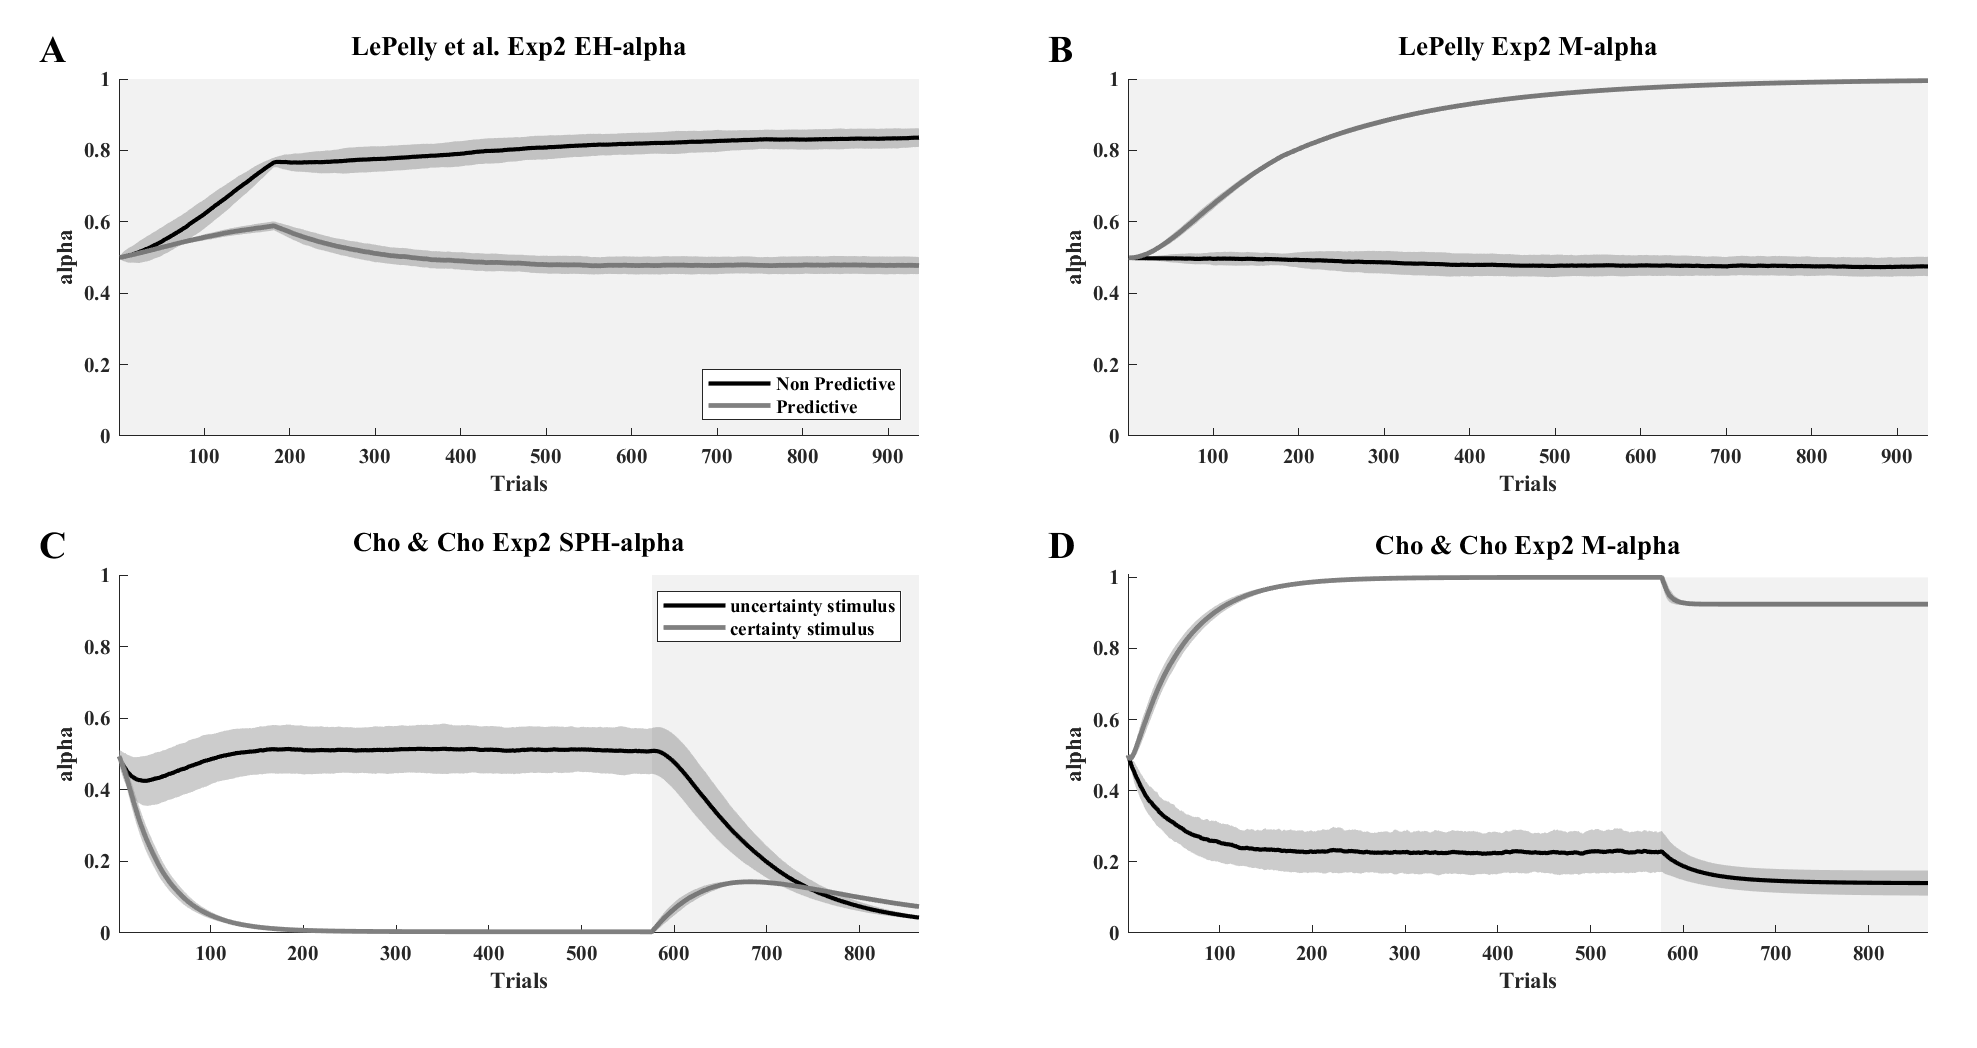 A
LePelly et al. Exp2 EH-alpha
1
0.8
0.6
0.4
0.2
0
alpha
Non Predictive
Predictive
100 200 300 400 500 600 700 800 900
Trials
B
LePelly Exp2 M-alpha
1
0.8
0.6
0.4
0.2
0
alpha
100 200 300 400 500 600 700 800 900
Trials
C
Cho & Cho Exp2 SPH-alpha
1
0.8
0.6
0.4
0.2
0
alpha
uncertainty stimulus
certainty stimulus
100 200 300 400 500 600 700 800
Trials
D
Cho & Cho Exp2 M-alpha
1
0.8
0.6
0.4
0.2
0
alpha
100 200 300 400 500 600 700 800
Trials